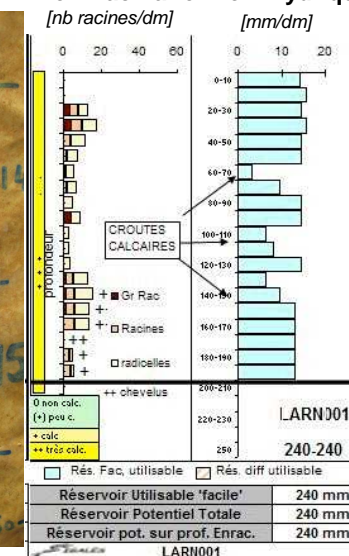 [nb racines/dm] [mm/dm]
0 20 40 60 0 10 20
0-10
20-30
40-50
60-70
80-90
CROUTES
CALCAIRES
100-110
120-130
profondeur
140-150
Gr Rac
160-170
Racines
180-190
radicelles
++ chevelus
200-210
0 non calc.
(+) peu c.
+ calc
++ très calc.
220-230
250
LARN001
240-240
Rés. Fac, utilisable Rés. diff utilisable
Réservoir Utilisable 'facile' 240 mm
Réservoir Potentiel Totale 240 mm
Réservoir pot. sur prof. Enrac. 240 mm
LARN001